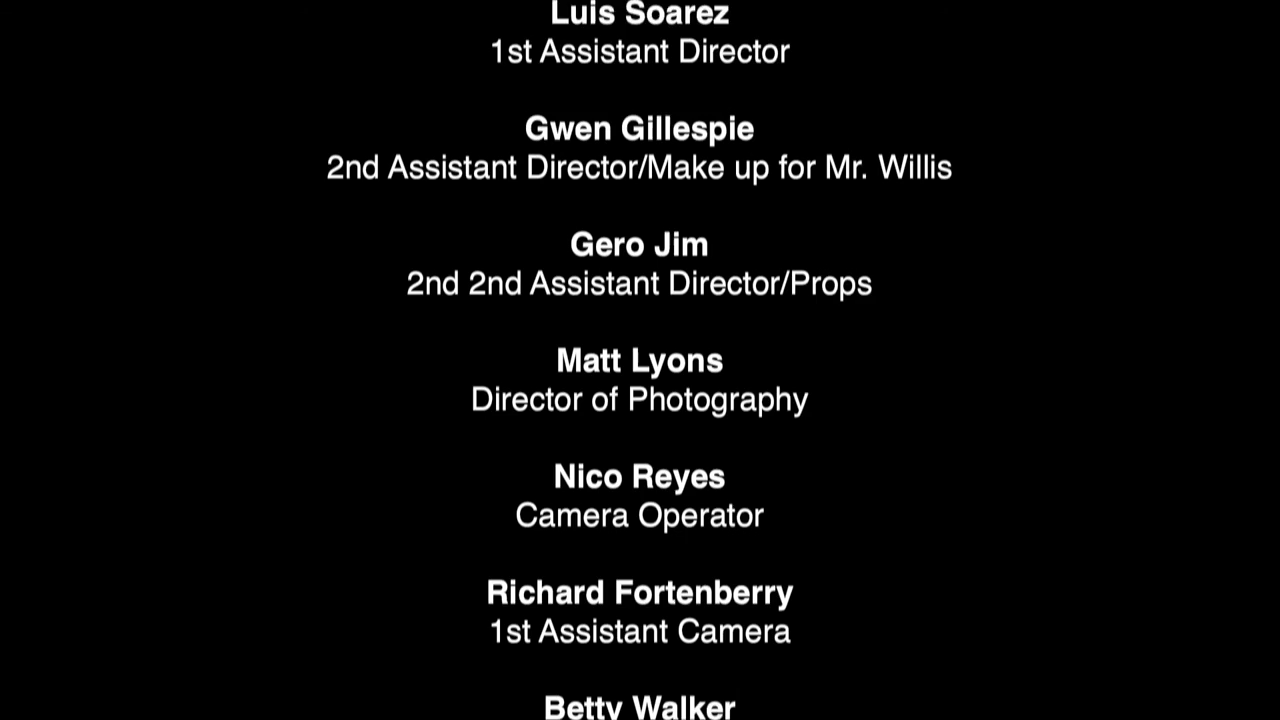 Luis Soarez
1st Assistant Director
Gwen Gillespie
2nd Assistant Director/Make up for Mr. Willis
Gero Jim
2nd 2nd Assistant Director/Props
Matt Lyons
Director of Photography
Nico Reyes
Camera Operator
Richard Fortenberry
1st Assistant Camera
Betty Walker